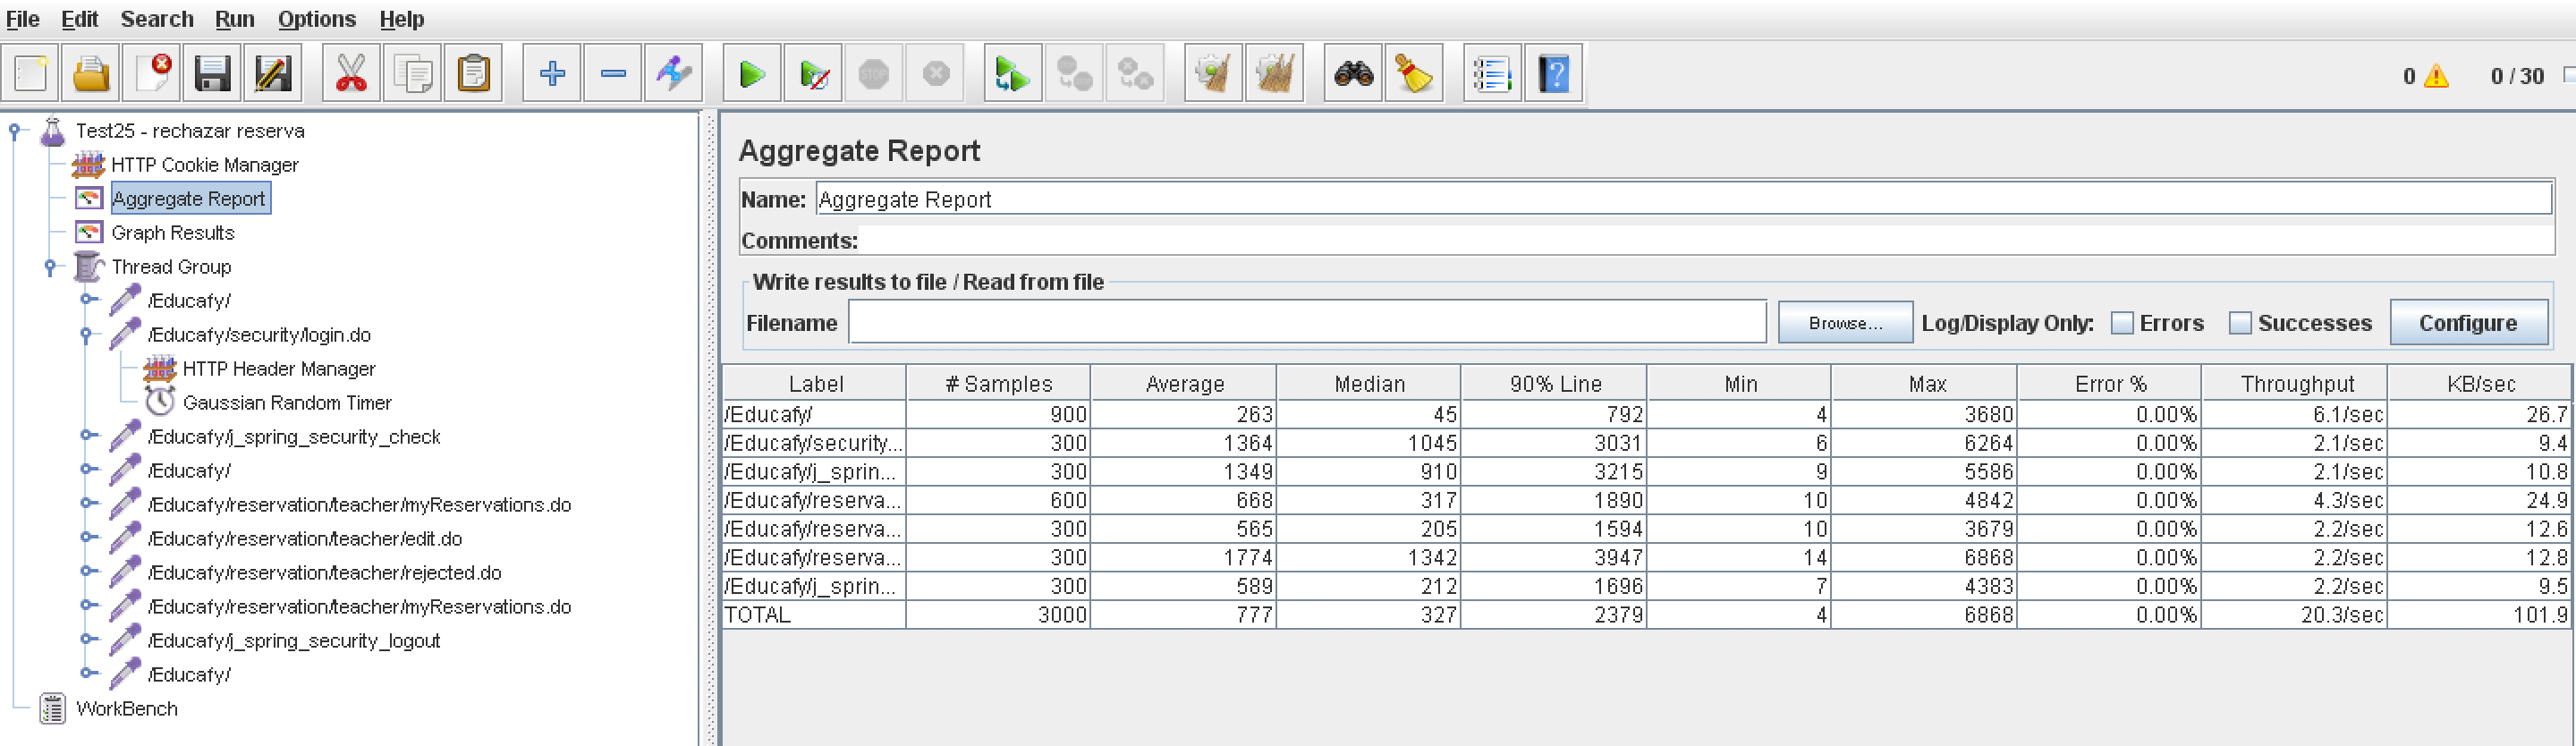 File Edit Search Run Options Help
STOP
0 0 / 30
Test25 - rechazar reserva
HTTP Cookie Manager
Aggregate Report
Graph Results
Thread Group
/Educafy/
/Educafy/security/login.do
HTTP Header Manager
Gaussian Random Timer
/Educafy/j_spring_security_check
/Educafy/
/Educafy/reservation/teacher/myReservations.do
/Educafy/reservation/teacher/edit.do
/Educafy/reservation/teacher/rejected.do
/Educafy/reservation/teacher/myReservations.do
/Educafy/j_spring_security_logout
/Educafy/
WorkBench
Aggregate Report
Name: Aggregate Report
Comments:
Write results to file / Read from file
Filename Browse... Log/Display Only: Errors Successes Configure
Label # Samples Average Median 90% Line Min Max Error % Throughput KB/sec
/Educafy/ 900 263 45 792 4 3680 0.00% 6.1/sec 26.7
/Educafy/security... 300 1364 1045 3031 6 6264 0.00% 2.1/sec 9.4
/Educafy/j_sprin... 300 1349 910 3215 9 5586 0.00% 2.1/sec 10.8
/Educafy/reserva... 600 668 317 1890 10 4842 0.00% 4.3/sec 24.9
/Educafy/reserva... 300 565 205 1594 10 3679 0.00% 2.2/sec 12.6
/Educafy/reserva... 300 1774 1342 3947 14 6868 0.00% 2.2/sec 12.8
/Educafy/j_sprin... 300 589 212 1696 7 4383 0.00% 2.2/sec 9.5
TOTAL 3000 777 327 2379 4 6868 0.00% 20.3/sec 101.9